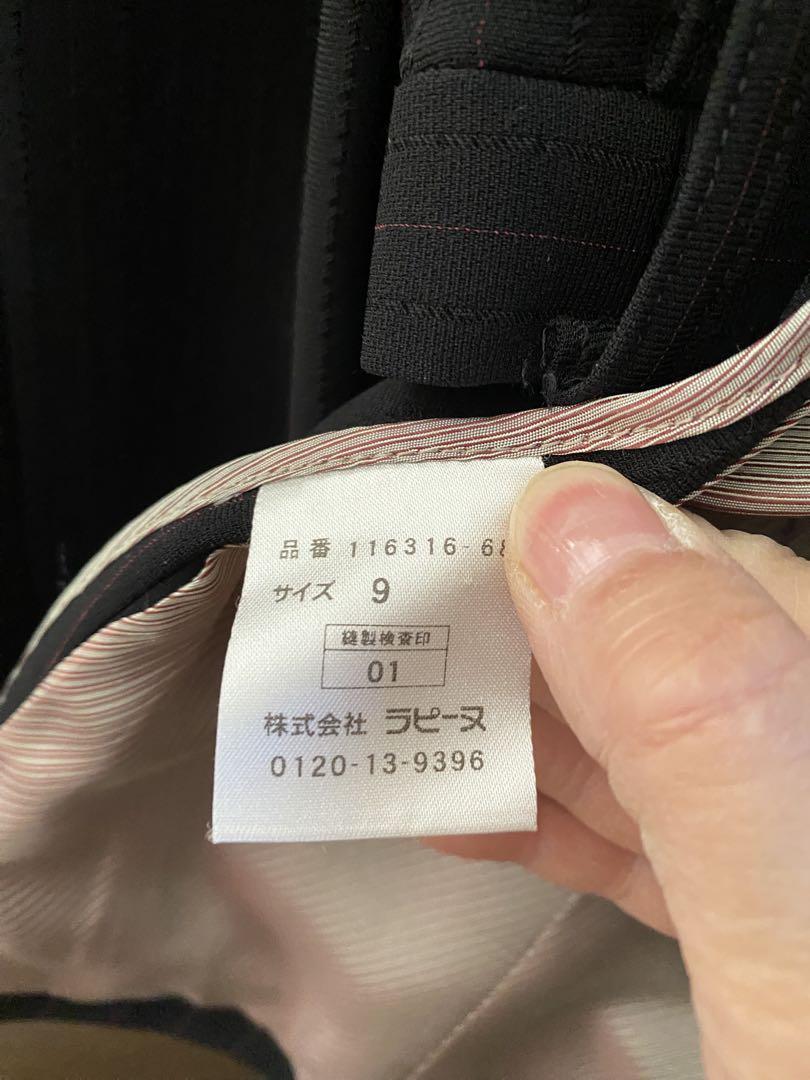 品番 116316-6
サイズ 9
縫製検査印
01
株式会社 ラピーヌ
0120-13-9396